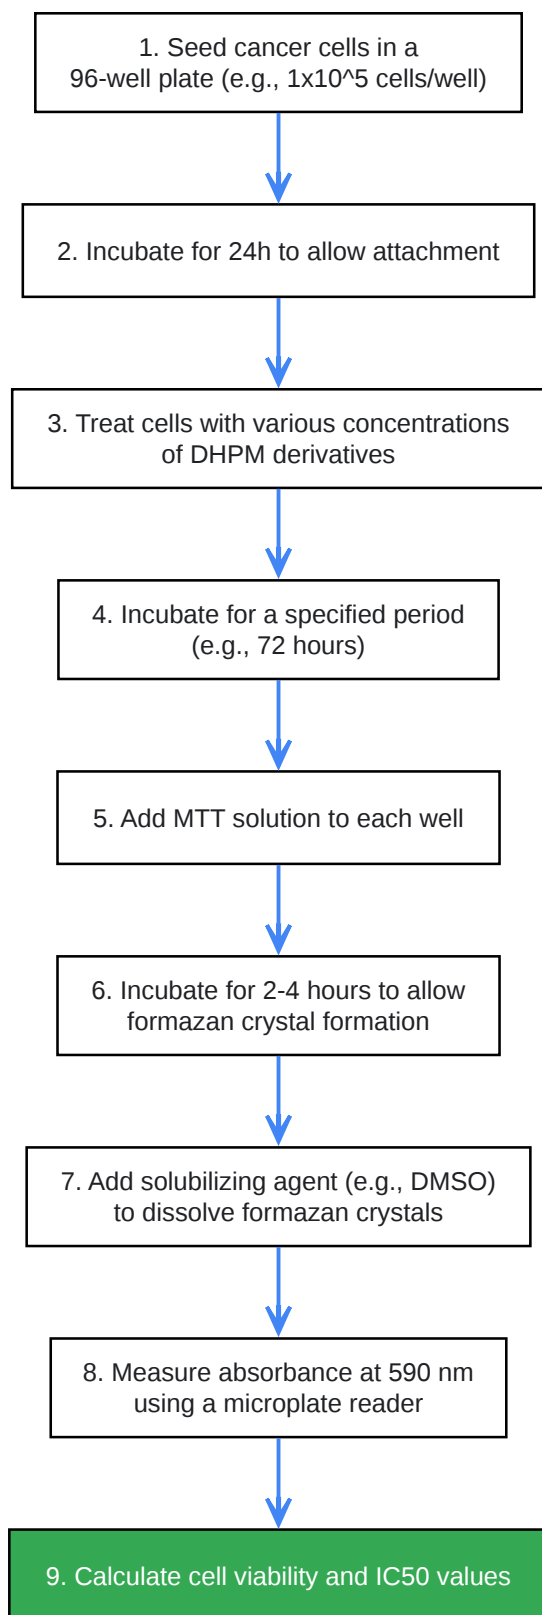 1. Seed cancer cells in a
96-well plate (e.g., 1x10^5 cells/well)
2. Incubate for 24h to allow attachment
3. Treat cells with various concentrations
of DHPM derivatives
4. Incubate for a specified period
(e.g., 72 hours)
5. Add MTT solution to each well
6. Incubate for 2-4 hours to allow
formazan crystal formation
7. Add solubilizing agent (e.g., DMSO)
to dissolve formazan crystals
8. Measure absorbance at 590 nm
using a microplate reader
9. Calculate cell viability and IC50 values